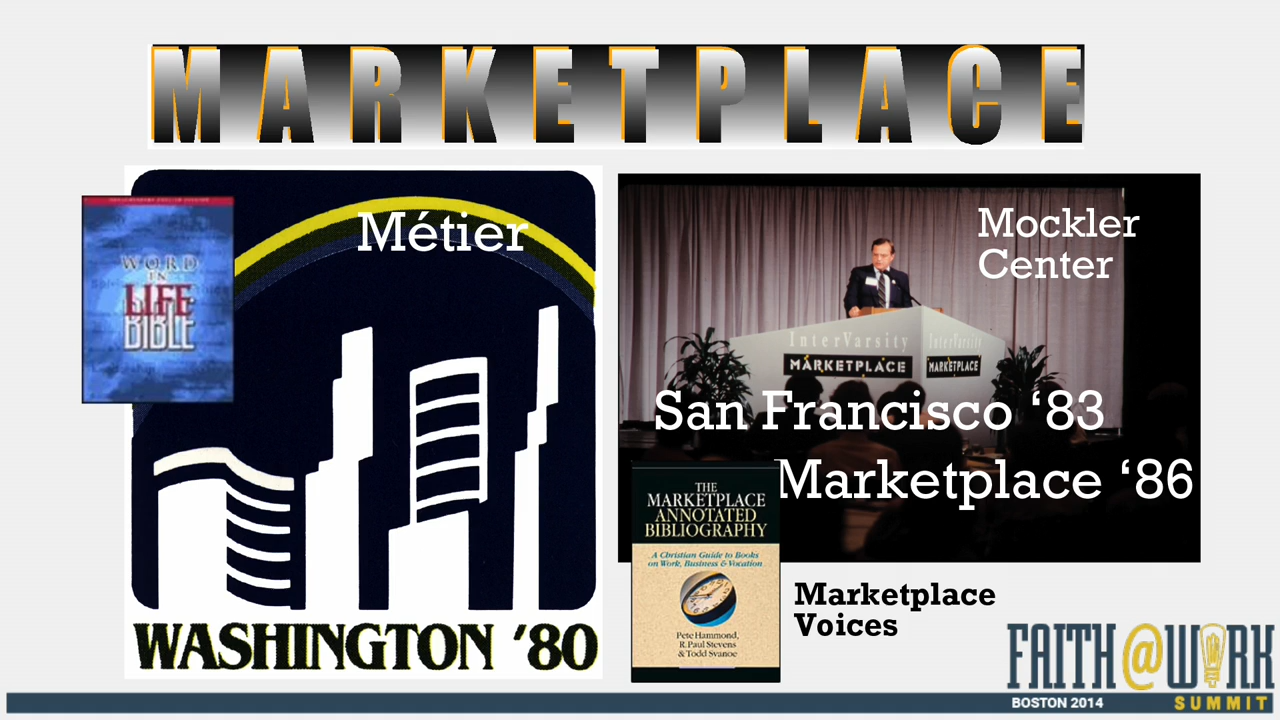 MARKETPLACE
WORD
IN
LIFE
BIBLE
Métier
WASHINGTON '80
Mockler
Center
InterVarsity
MARKETPLACE
InterVarsity
MARKETPLACE
San Francisco ‘83
Marketplace ‘86
THE
MARKETPLACE
ANNOTATED
BIBLIOGRAPHY
A Christian Guide to Books
on Work, Business & Vocation
Pete Hammond,
R. Paul Stevens
& Todd Svanoe
Marketplace
Voices
FAITH@WORK
BOSTON 2014 SUMMIT